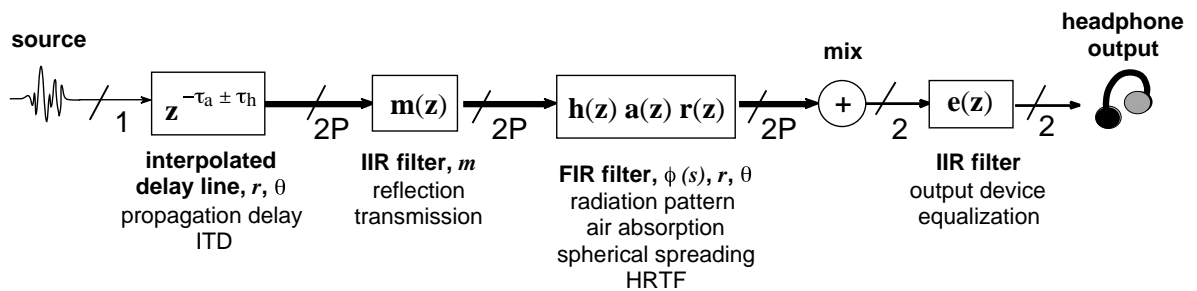 source
1
z −τa ± τh
2P
m(z)
2P
h(z) a(z) r(z)
2P
mix
+
2
e(z)
2
headphone
output
interpolated
delay line, r, θ
propagation delay
ITD
IIR filter, m
reflection
transmission
FIR filter, ϕ (s), r, θ
radiation pattern
air absorption
spherical spreading
HRTF
IIR filter
output device
equalization